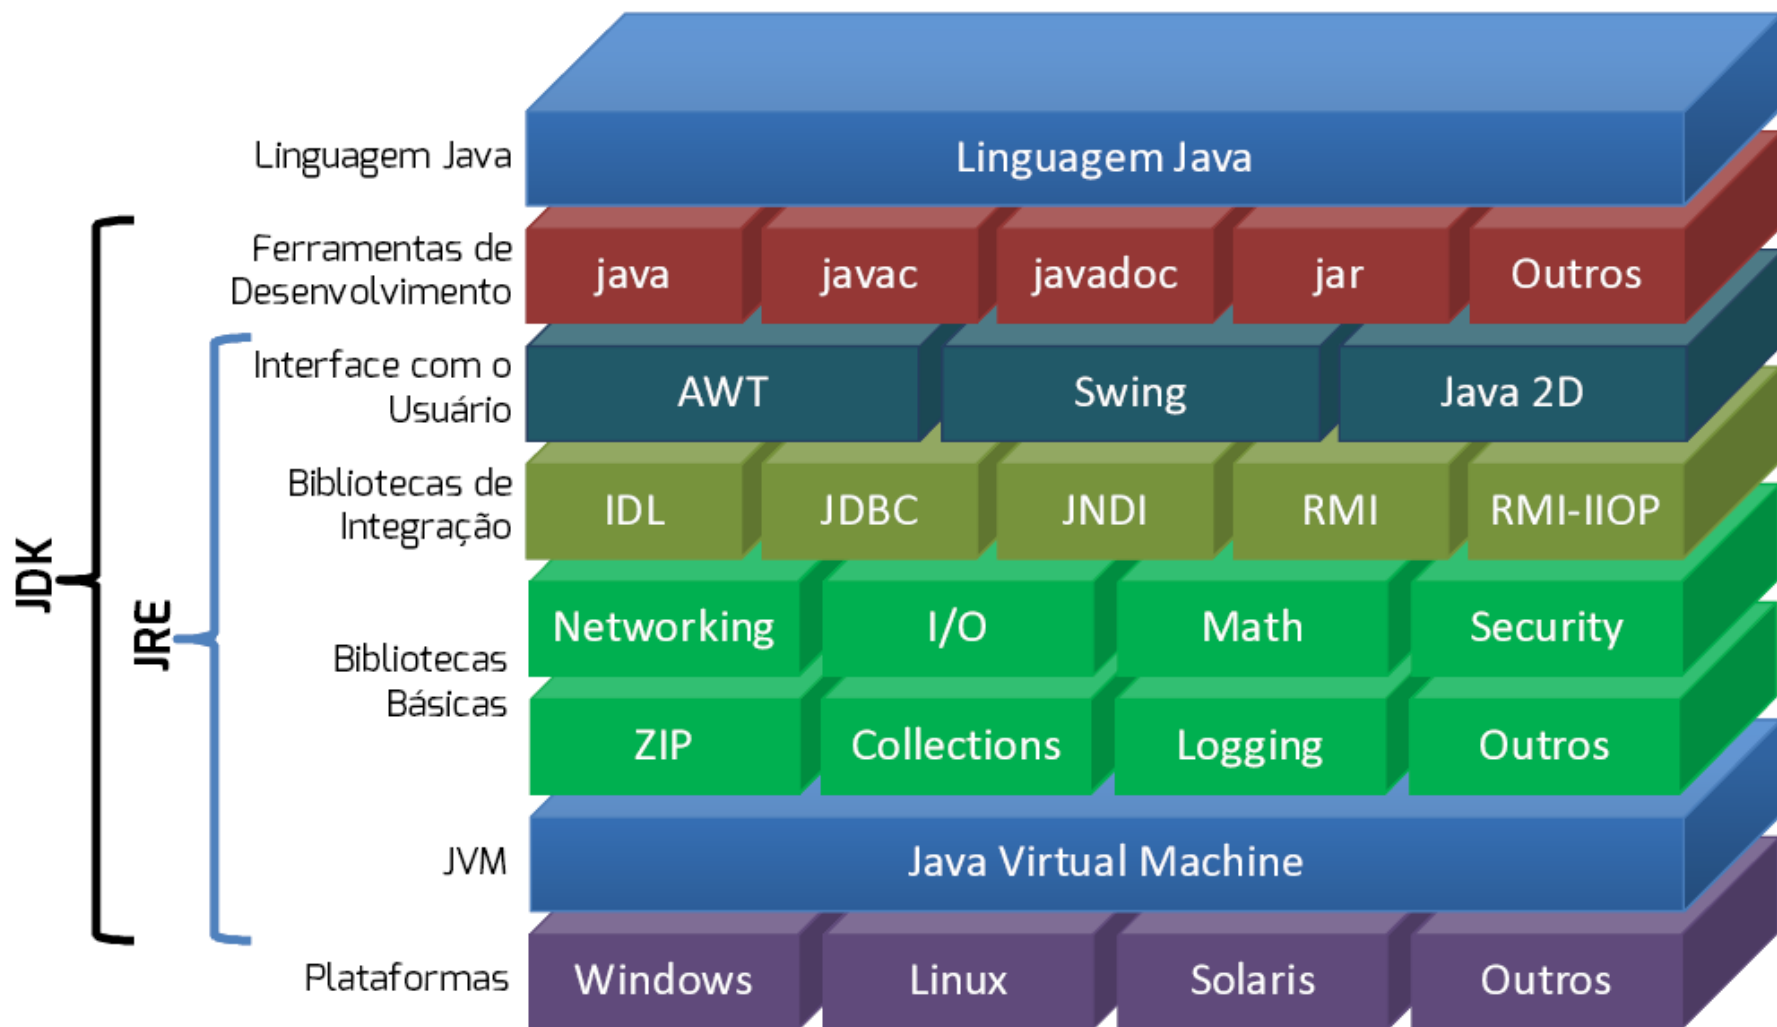 Linguagem Java
Linguagem Java
Ferramentas de
Desenvolvimento
java
javac
javadoc
jar
Outros
Interface com o
Usuário
AWT
Swing
Java 2D
Bibliotecas de
Integração
IDL
JDBC
JNDI
RMI
RMI-IIOP
JDK
JRE
Bibliotecas
Básicas
Networking
I/O
Math
Security
ZIP
Collections
Logging
Outros
JVM
Java Virtual Machine
Plataformas
Windows
Linux
Solaris
Outros